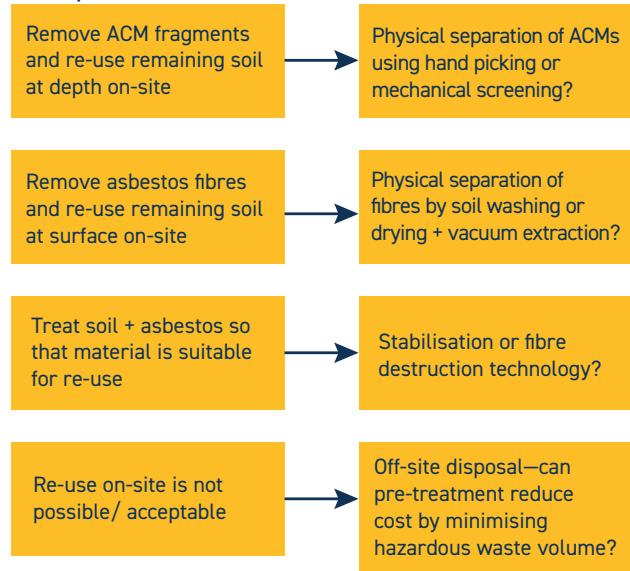 Remove ACM fragments
and re-use remaining soil
at depth on-site
Physical separation of ACMs
using hand picking or
mechanical screening?
Remove asbestos fibres
and re-use remaining soil
at surface on-site
Physical separation of
fibres by soil washing or
drying + vacuum extraction?
Treat soil + asbestos so
that material is suitable
for re-use
Stabilisation or fibre
destruction technology?
Re-use on-site is not
possible/ acceptable
Off-site disposal—can
pre-treatment reduce
cost by minimising
hazardous waste volume?